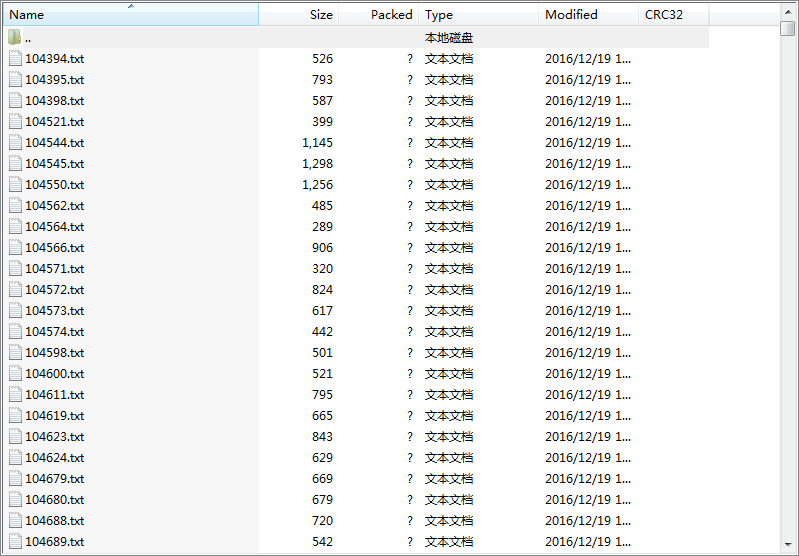 Name Size Packed Type Modified CRC32
.. 本地磁盘
104394.txt 526 ? 文本文档 2016/12/19 1...
104395.txt 793 ? 文本文档 2016/12/19 1...
104398.txt 587 ? 文本文档 2016/12/19 1...
104521.txt 399 ? 文本文档 2016/12/19 1...
104544.txt 1,145 ? 文本文档 2016/12/19 1...
104545.txt 1,298 ? 文本文档 2016/12/19 1...
104550.txt 1,256 ? 文本文档 2016/12/19 1...
104562.txt 485 ? 文本文档 2016/12/19 1...
104564.txt 289 ? 文本文档 2016/12/19 1...
104566.txt 906 ? 文本文档 2016/12/19 1...
104571.txt 320 ? 文本文档 2016/12/19 1...
104572.txt 824 ? 文本文档 2016/12/19 1...
104573.txt 617 ? 文本文档 2016/12/19 1...
104574.txt 442 ? 文本文档 2016/12/19 1...
104598.txt 501 ? 文本文档 2016/12/19 1...
104600.txt 521 ? 文本文档 2016/12/19 1...
104611.txt 795 ? 文本文档 2016/12/19 1...
104619.txt 665 ? 文本文档 2016/12/19 1...
104623.txt 843 ? 文本文档 2016/12/19 1...
104624.txt 629 ? 文本文档 2016/12/19 1...
104679.txt 669 ? 文本文档 2016/12/19 1...
104680.txt 679 ? 文本文档 2016/12/19 1...
104688.txt 720 ? 文本文档 2016/12/19 1...
104689.txt 542 ? 文本文档 2016/12/19 1...